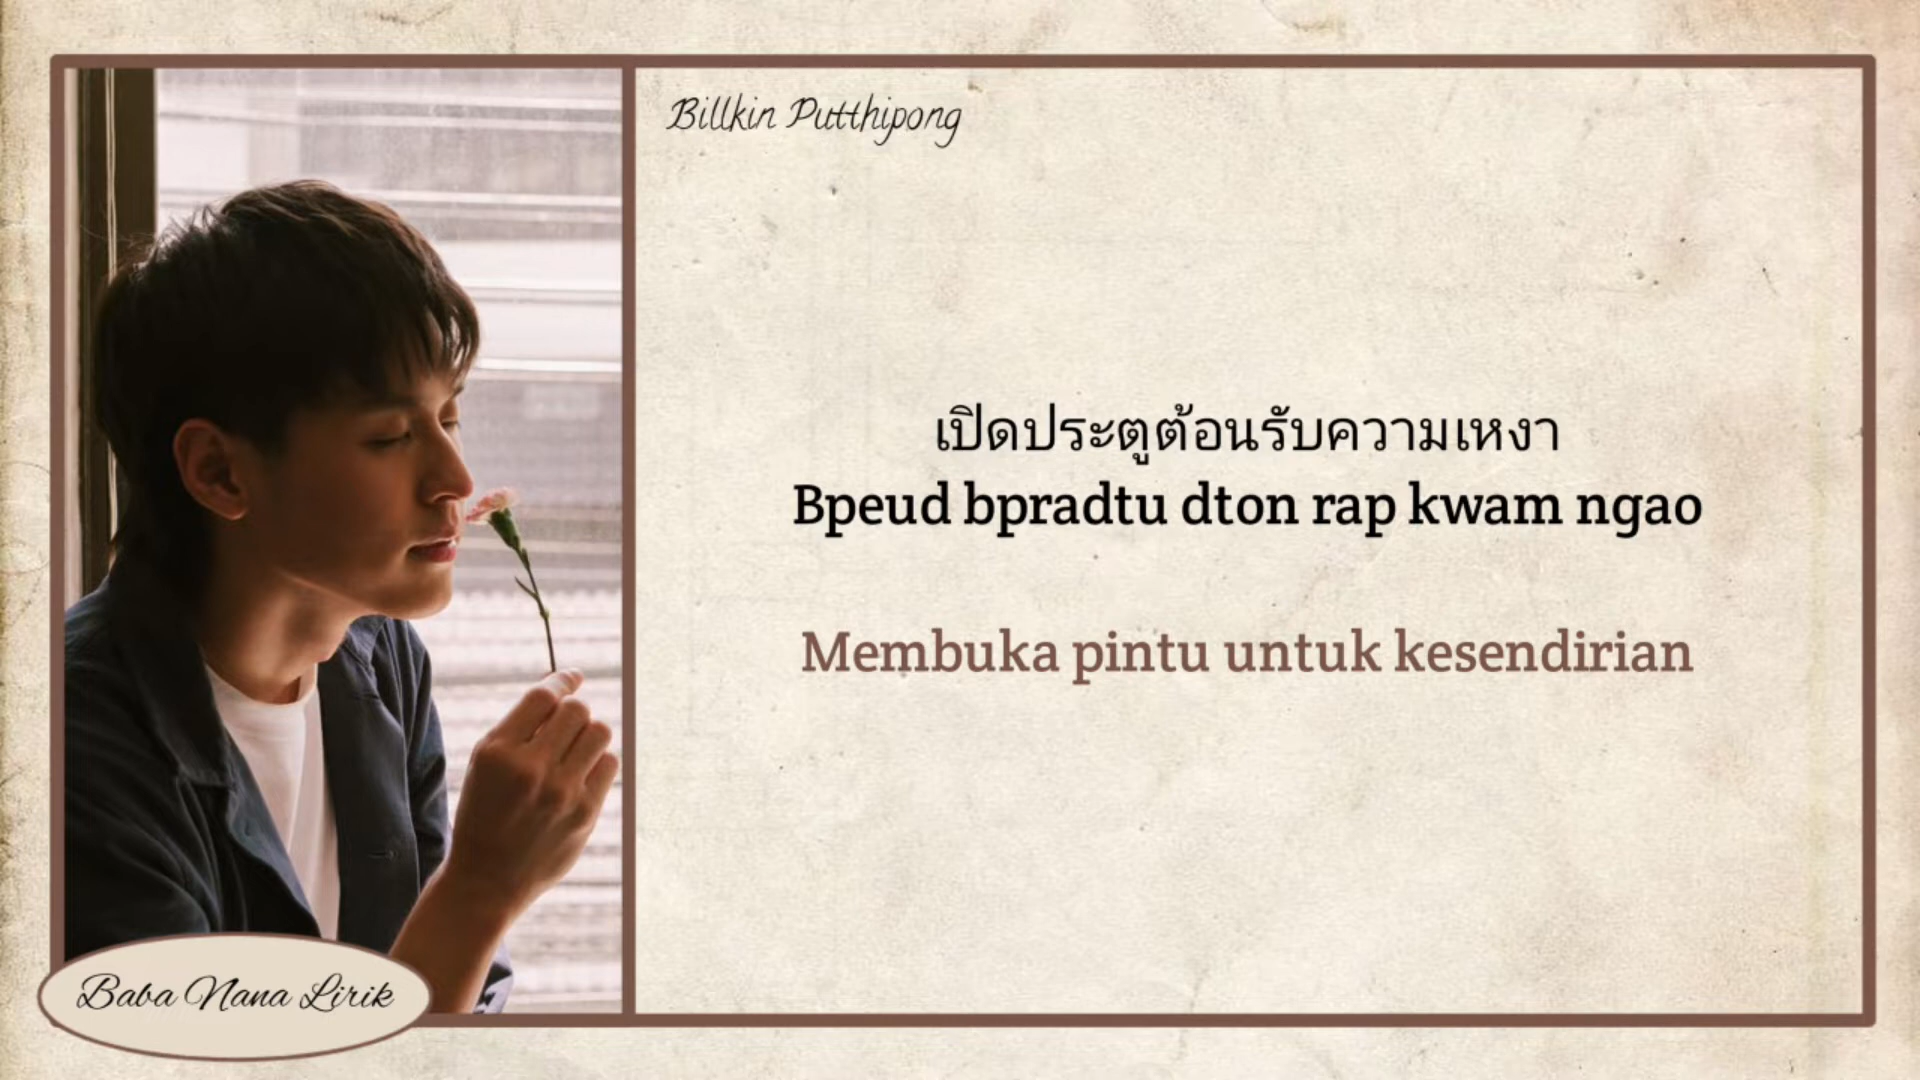 Billkin Putthipong
เปิดประตูต้อนรับความเหงา
Bpeud bpradtu dton rap kwam ngao
Membuka pintu untuk kesendirian
Baba Nana Lirik